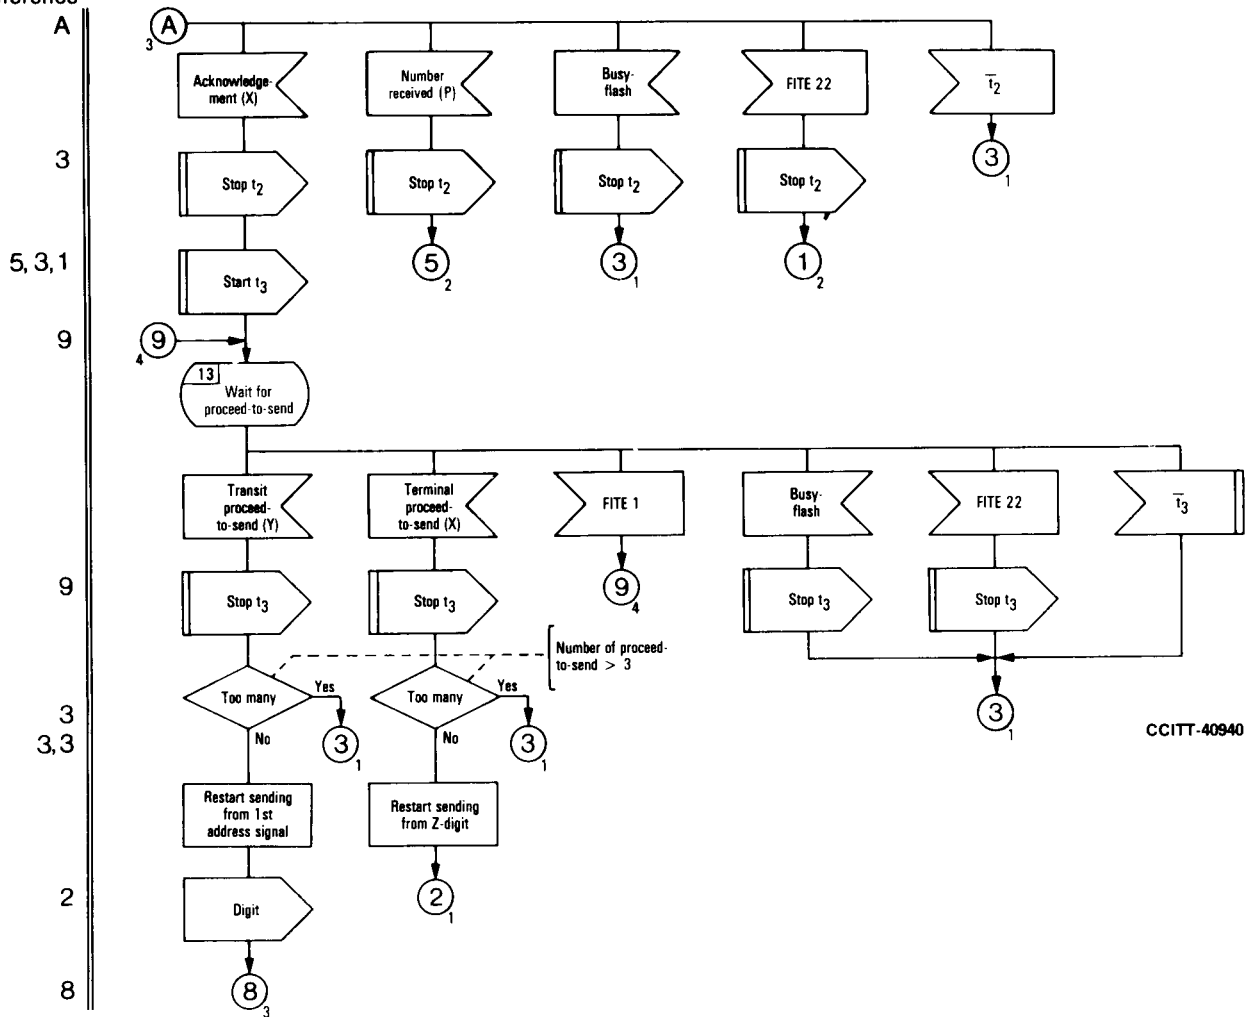 erence
A
A
3
Acknowledge-
ment (X)
Number
received (P)
Busy-
flash
FITE 22
t̅2
3
Stop t2
Stop t2
Stop t2
Stop t2
3
1
5, 3, 1
Start t3
5
2
3
1
1
2
9
9
4
13
Wait for
proceed-to-send
Transit
proceed-
to-send (Y)
Terminal
proceed-
to-send (X)
FITE 1
Busy-
flash
FITE 22
t̅3
9
Stop t3
Stop t3
9
4
Stop t3
Stop t3
Number of proceed-
to-send > 3
Too many
Yes
Too many
Yes
3
3
1
3, 3
No
3
1
No
3
1
CCITT-40940
Restart sending
from 1st
address signal
Restart sending
from Z-digit
2
Digit
2
1
8
8
3